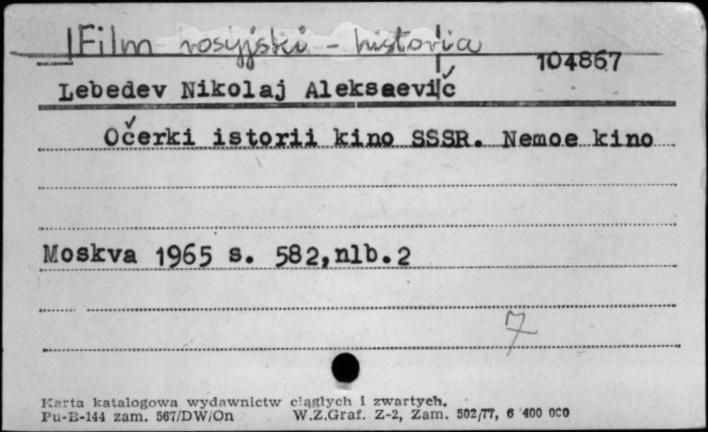 Film rosyjski - historia
104867
Lebedev Nikolaj Aleksaevič
Očerki istorii kino SSSR. Nemoe kino
Moskva 1965 s. 582,nlb.2
7
Karta katalogowa wydawnictw ciągłych i zwartych.
Pu-B-144 zam. 567/DW/On W.Z.Graf. Z-2, Zam. 502/77, 6 400 000